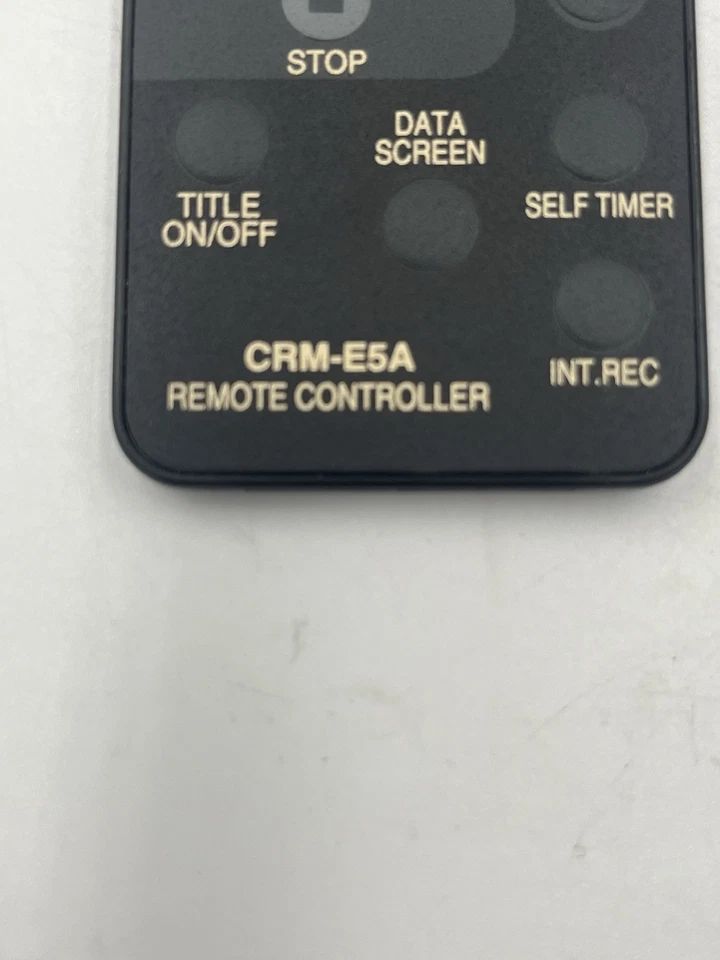 STOP
DATA
SCREEN
TITLE
ON/OFF
SELF TIMER
CRM-E5A
REMOTE CONTROLLER
INT.REC